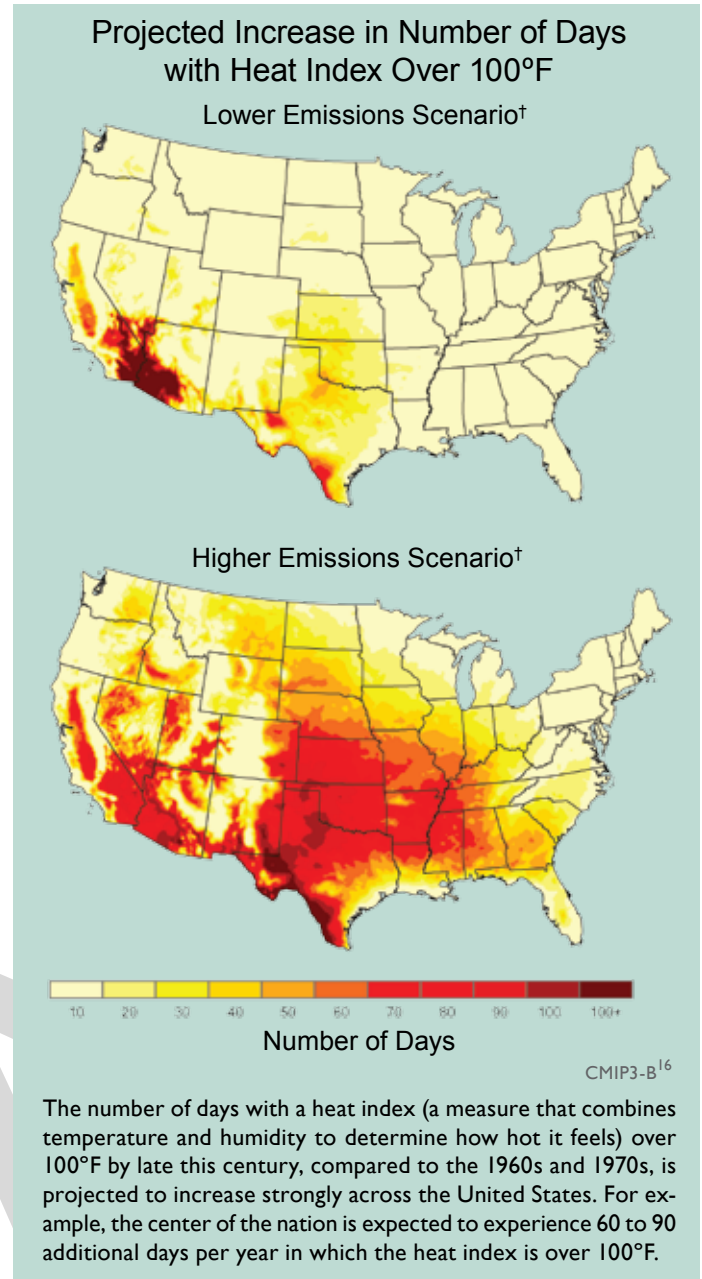 Projected Increase in Number of Days
with Heat Index Over 100ºF
Lower Emissions Scenario†
Higher Emissions Scenario†
10 20 30 40 50 60 70 80 90 100 100+
Number of Days
CMIP3-B16
The number of days with a heat index (a measure that combines
temperature and humidity to determine how hot it feels) over
100ºF by late this century, compared to the 1960s and 1970s, is
projected to increase strongly across the United States. For ex-
ample, the center of the nation is expected to experience 60 to 90
additional days per year in which the heat index is over 100ºF.